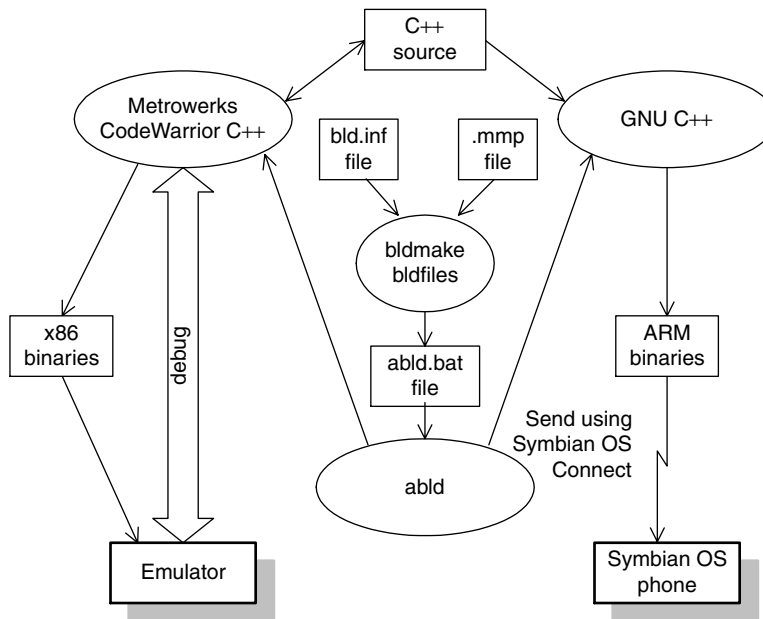 C++
source
Metrowerks
CodeWarrior C++
GNU C++
bld.inf
file
.mmp
file
bldmake
bldfiles
x86
binaries
debug
abld.bat
file
ARM
binaries
Send using
Symbian OS
Connect
abld
Emulator
Symbian OS
phone